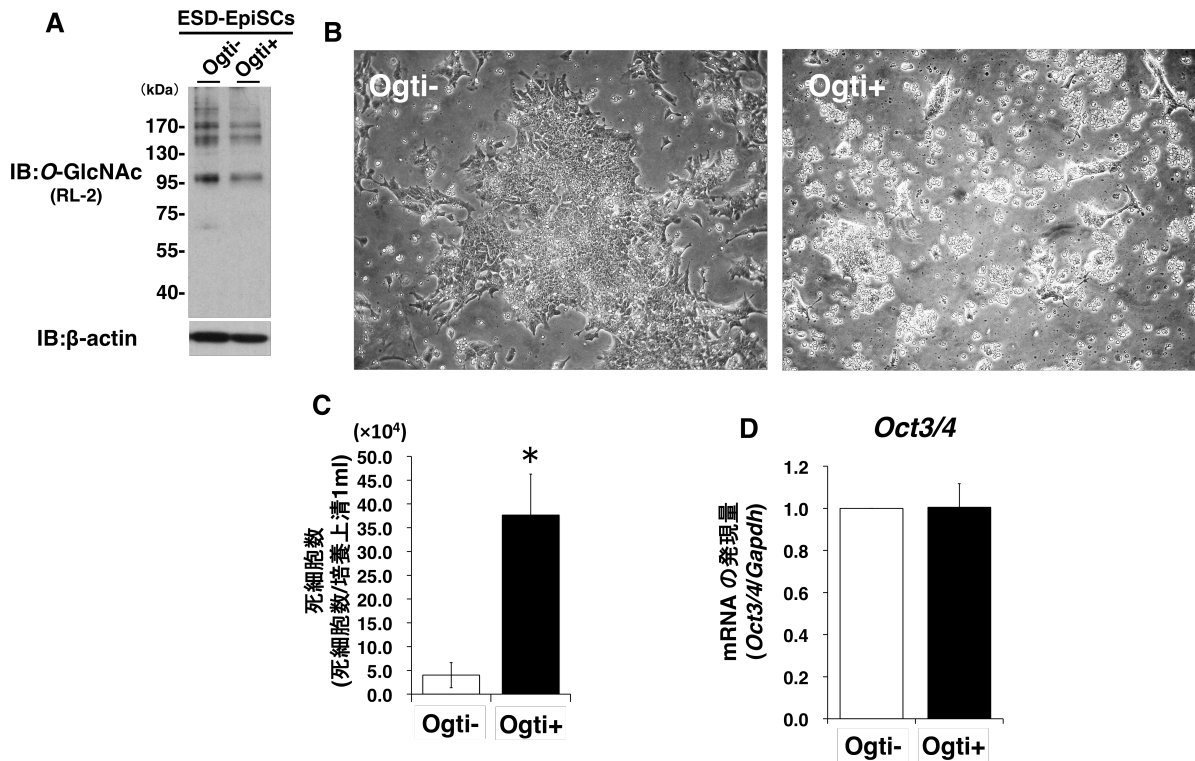 A
ESD-EpiSCs
Ogti-
Ogti+
(kDa)
170-
130-
95-
75-
55-
40-
IB:O-GlcNAc
(RL-2)
IB:β-actin
B
Ogti-
Ogti+
C
(×10⁴)
50.0
45.0
40.0
35.0
30.0
25.0
20.0
15.0
10.0
5.0
0.0
死細胞数
(死細胞数/培養上清1ml)
*
Ogti-
Ogti+
D
Oct3/4
1.2
1.0
0.8
0.6
0.4
0.2
0.0
mRNAの発現量
(Oct3/4/Gapdh)
Ogti-
Ogti+